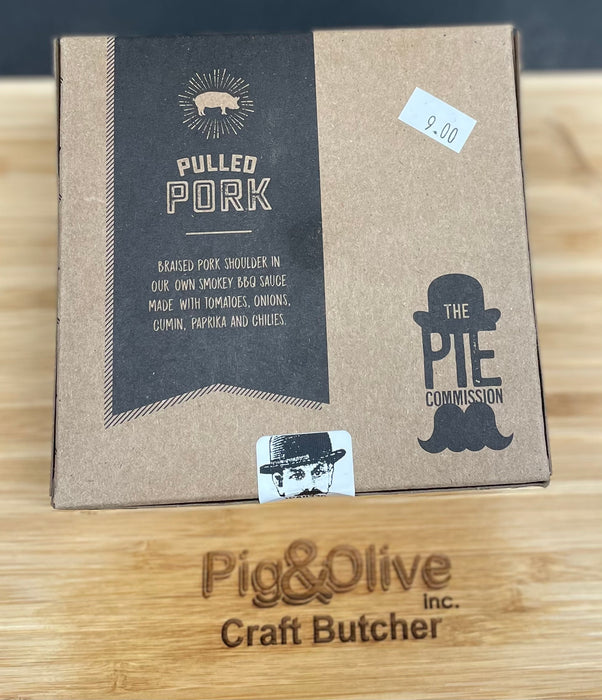 PULLED
PORK
BRAISED PORK SHOULDER IN
OUR OWN SMOKEY BBQ SAUCE
MADE WITH TOMATOES, ONIONS,
CUMIN, PAPRIKA AND CHILIES.
9.00
THE
PIE
COMMISSION
Pig&Olive
Inc.
Craft Butcher